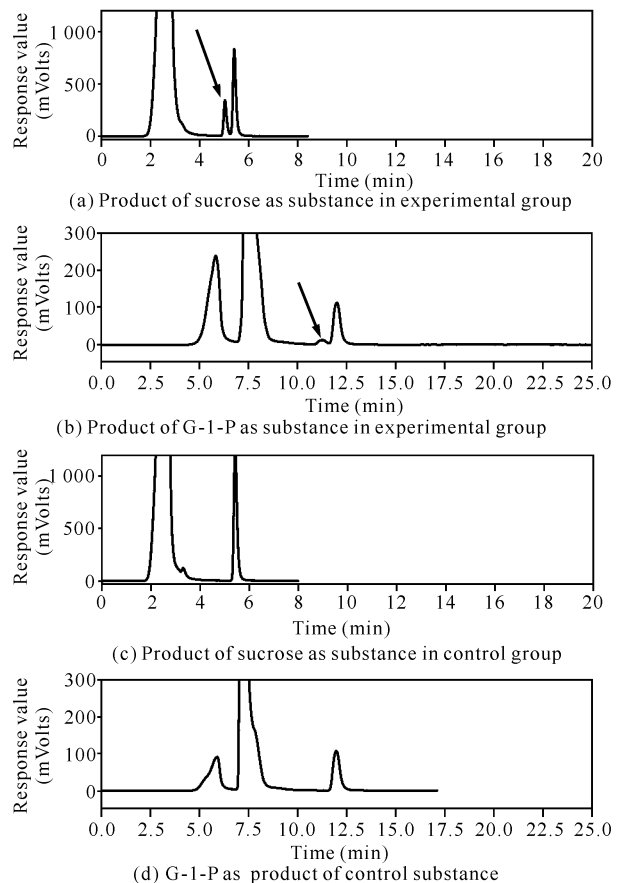 Response value
(mVolts)
1 000
500
0
0 2 4 6 8 10 12 14 16 18 20
Time (min)
(a) Product of sucrose as substance in experimental group
Response value
(mVolts)
300
200
100
0
0.0 2.5 5.0 7.5 10.0 12.5 15.0 17.5 20.0 22.5 25.0
Time (min)
(b) Product of G-1-P as substance in experimental group
Response value
(mVolts)
1 000
500
0
0 2 4 6 8 10 12 14 16 18 20
Time (min)
(c) Product of sucrose as substance in control group
Response value
(mVolts)
300
200
100
0
0.0 2.5 5.0 7.5 10.0 12.5 15.0 17.5 20.0 22.5 25.0
Time (min)
(d) G-1-P as product of control substance